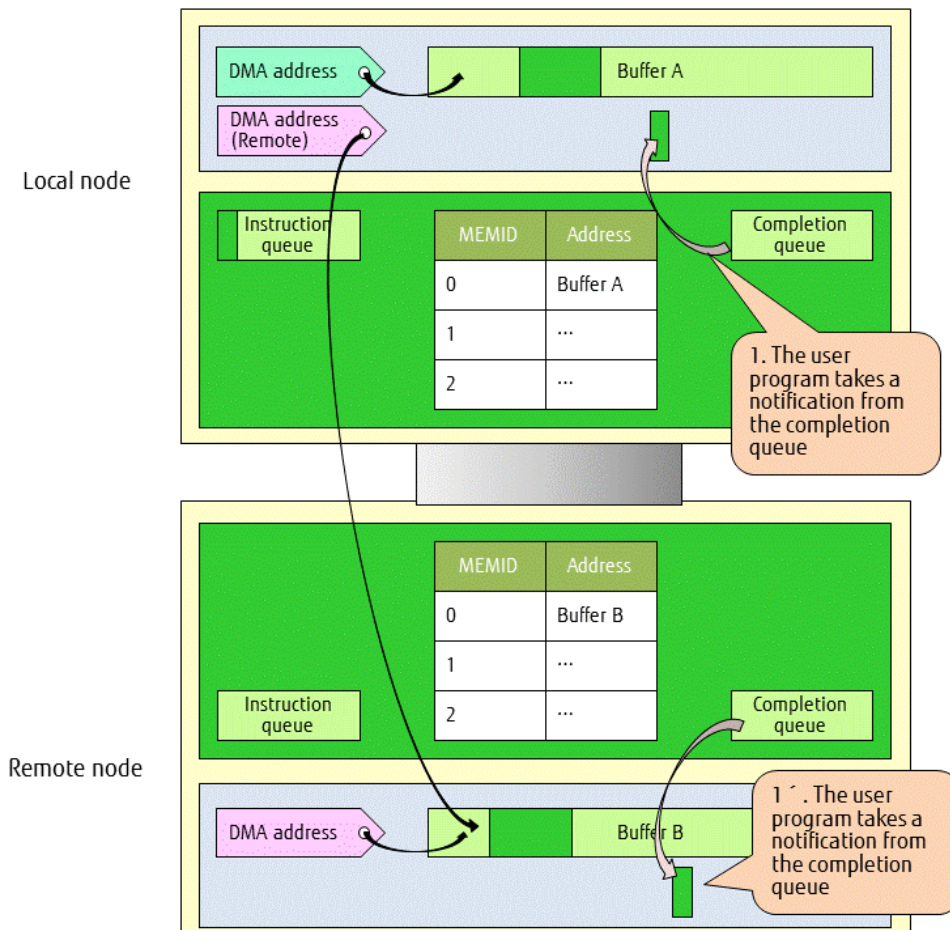 DMA address
Buffer A
DMA address
(Remote)
Local node
Instruction
queue
MEMID Address
0 Buffer A
1 ...
2 ...
Completion
queue
1. The user
program takes a
notification from
the completion
queue
MEMID Address
0 Buffer B
1 ...
2 ...
Instruction
queue
Completion
queue
Remote node
DMA address
Buffer B
1´. The user
program takes a
notification from
the completion
queue